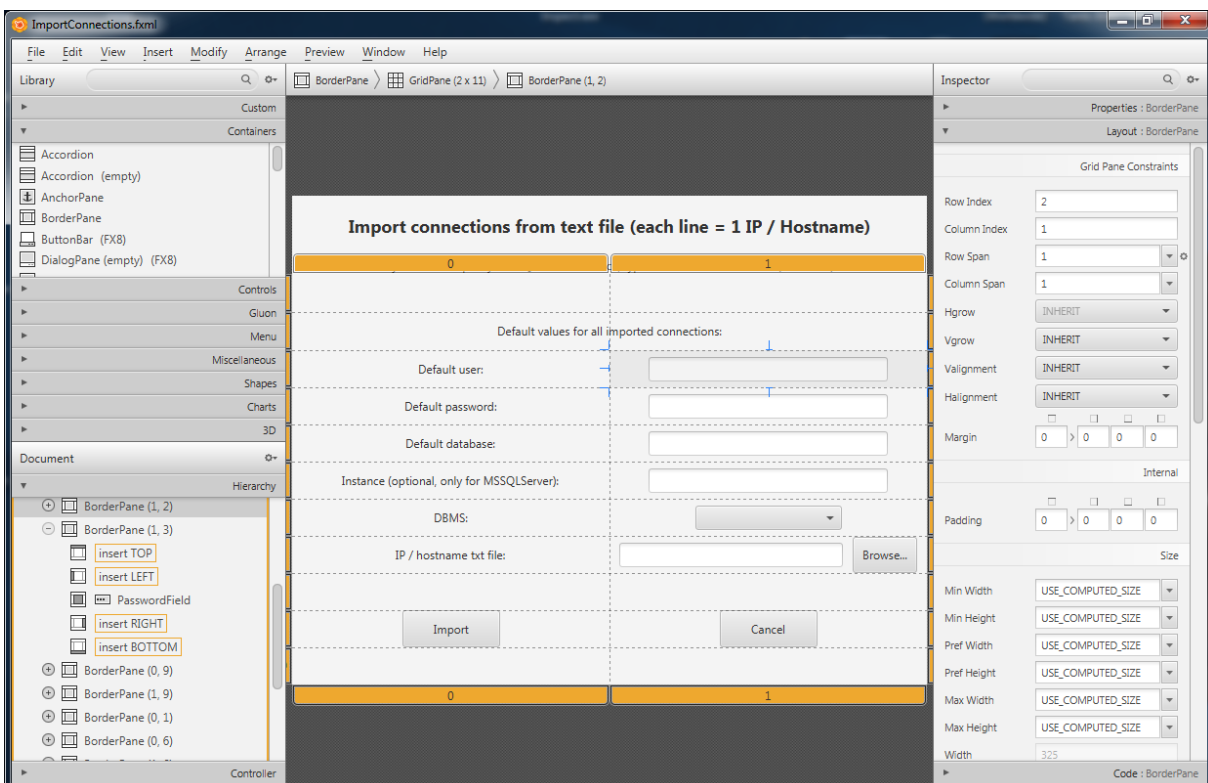 ImportConnections.fxml
File Edit View Insert Modify Arrange Preview Window Help
Library
Custom
Containers
Accordion
Accordion (empty)
AnchorPane
BorderPane
ButtonBar (FX8)
DialogPane (empty) (FX8)
Controls
Gluon
Menu
Miscellaneous
Shapes
Charts
3D
Document
Hierarchy
BorderPane (1, 2)
BorderPane (1, 3)
insert TOP
insert LEFT
PasswordField
insert RIGHT
insert BOTTOM
BorderPane (0, 9)
BorderPane (1, 9)
BorderPane (0, 1)
BorderPane (0, 6)
Controller
BorderPane GridPane (2 x 11) BorderPane (1, 2)
Import connections from text file (each line = 1 IP / Hostname)
0 1
Default values for all imported connections:
Default user:
Default password:
Default database:
Instance (optional, only for MSSQLServer):
DBMS:
IP / hostname txt file: Browse...
Import Cancel
0 1
Inspector
Properties : BorderPane
Layout : BorderPane
Grid Pane Constraints
Row Index 2
Column Index 1
Row Span 1
Column Span 1
Hgrow INHERIT
Vgrow INHERIT
Valignment INHERIT
Halignment INHERIT
Margin 0 0 0 0
Internal
Padding 0 0 0 0
Size
Min Width USE_COMPUTED_SIZE
Min Height USE_COMPUTED_SIZE
Pref Width USE_COMPUTED_SIZE
Pref Height USE_COMPUTED_SIZE
Max Width USE_COMPUTED_SIZE
Max Height USE_COMPUTED_SIZE
Width 325
Code : BorderPane